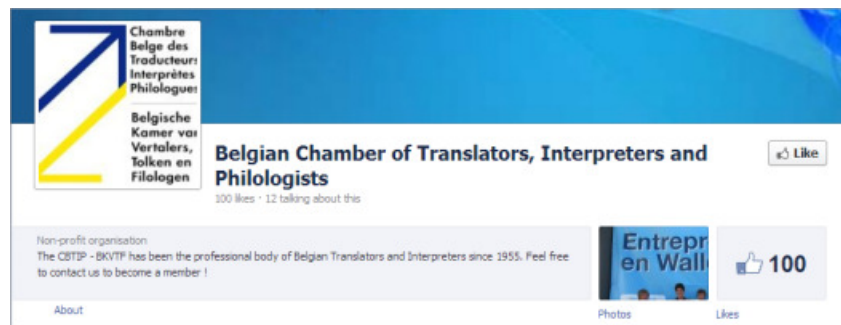 Chambre
Belge des
Traducteurs
Interprètes
Philologues
Belgische
Kamer van
Vertalers,
Tolken en
Filologen
Belgian Chamber of Translators, Interpreters and
Philologists
Like
100 likes · 12 talking about this
Non-profit organisation
The CBTIP - BKVTF has been the professional body of Belgian Translators and Interpreters since 1955. Feel free
to contact us to become a member !
Entrepr
en Wall
100
About
Photos
Likes